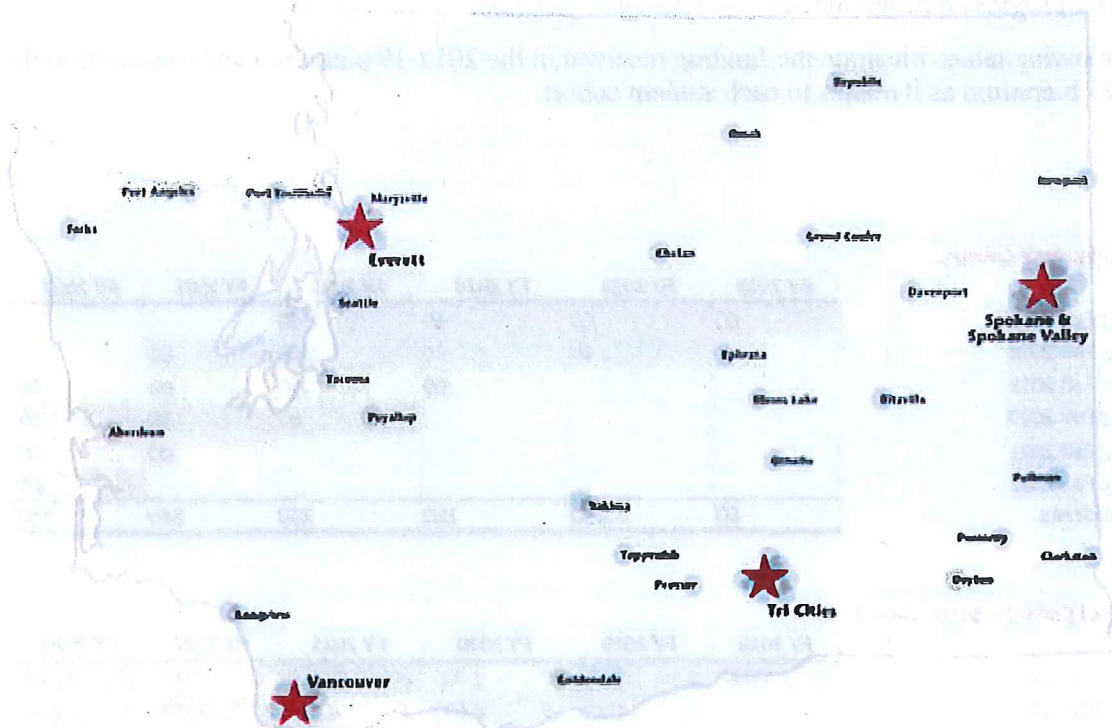 Republic
Omak
Newport
Port Angeles
Port Townsend
Marysville
Forks
Everett
Chelan
Grand Coulee
Davenport
Seattle
Spokane &
Spokane Valley
Ephrata
Tacoma
Puyallup
Moses Lake
Ritzville
Aberdeen
Othello
Pullman
Yakima
Toppenish
Prosser
Tri Cities
Pomeroy
Clarkston
Dayton
Longview
Vancouver
Goldendale